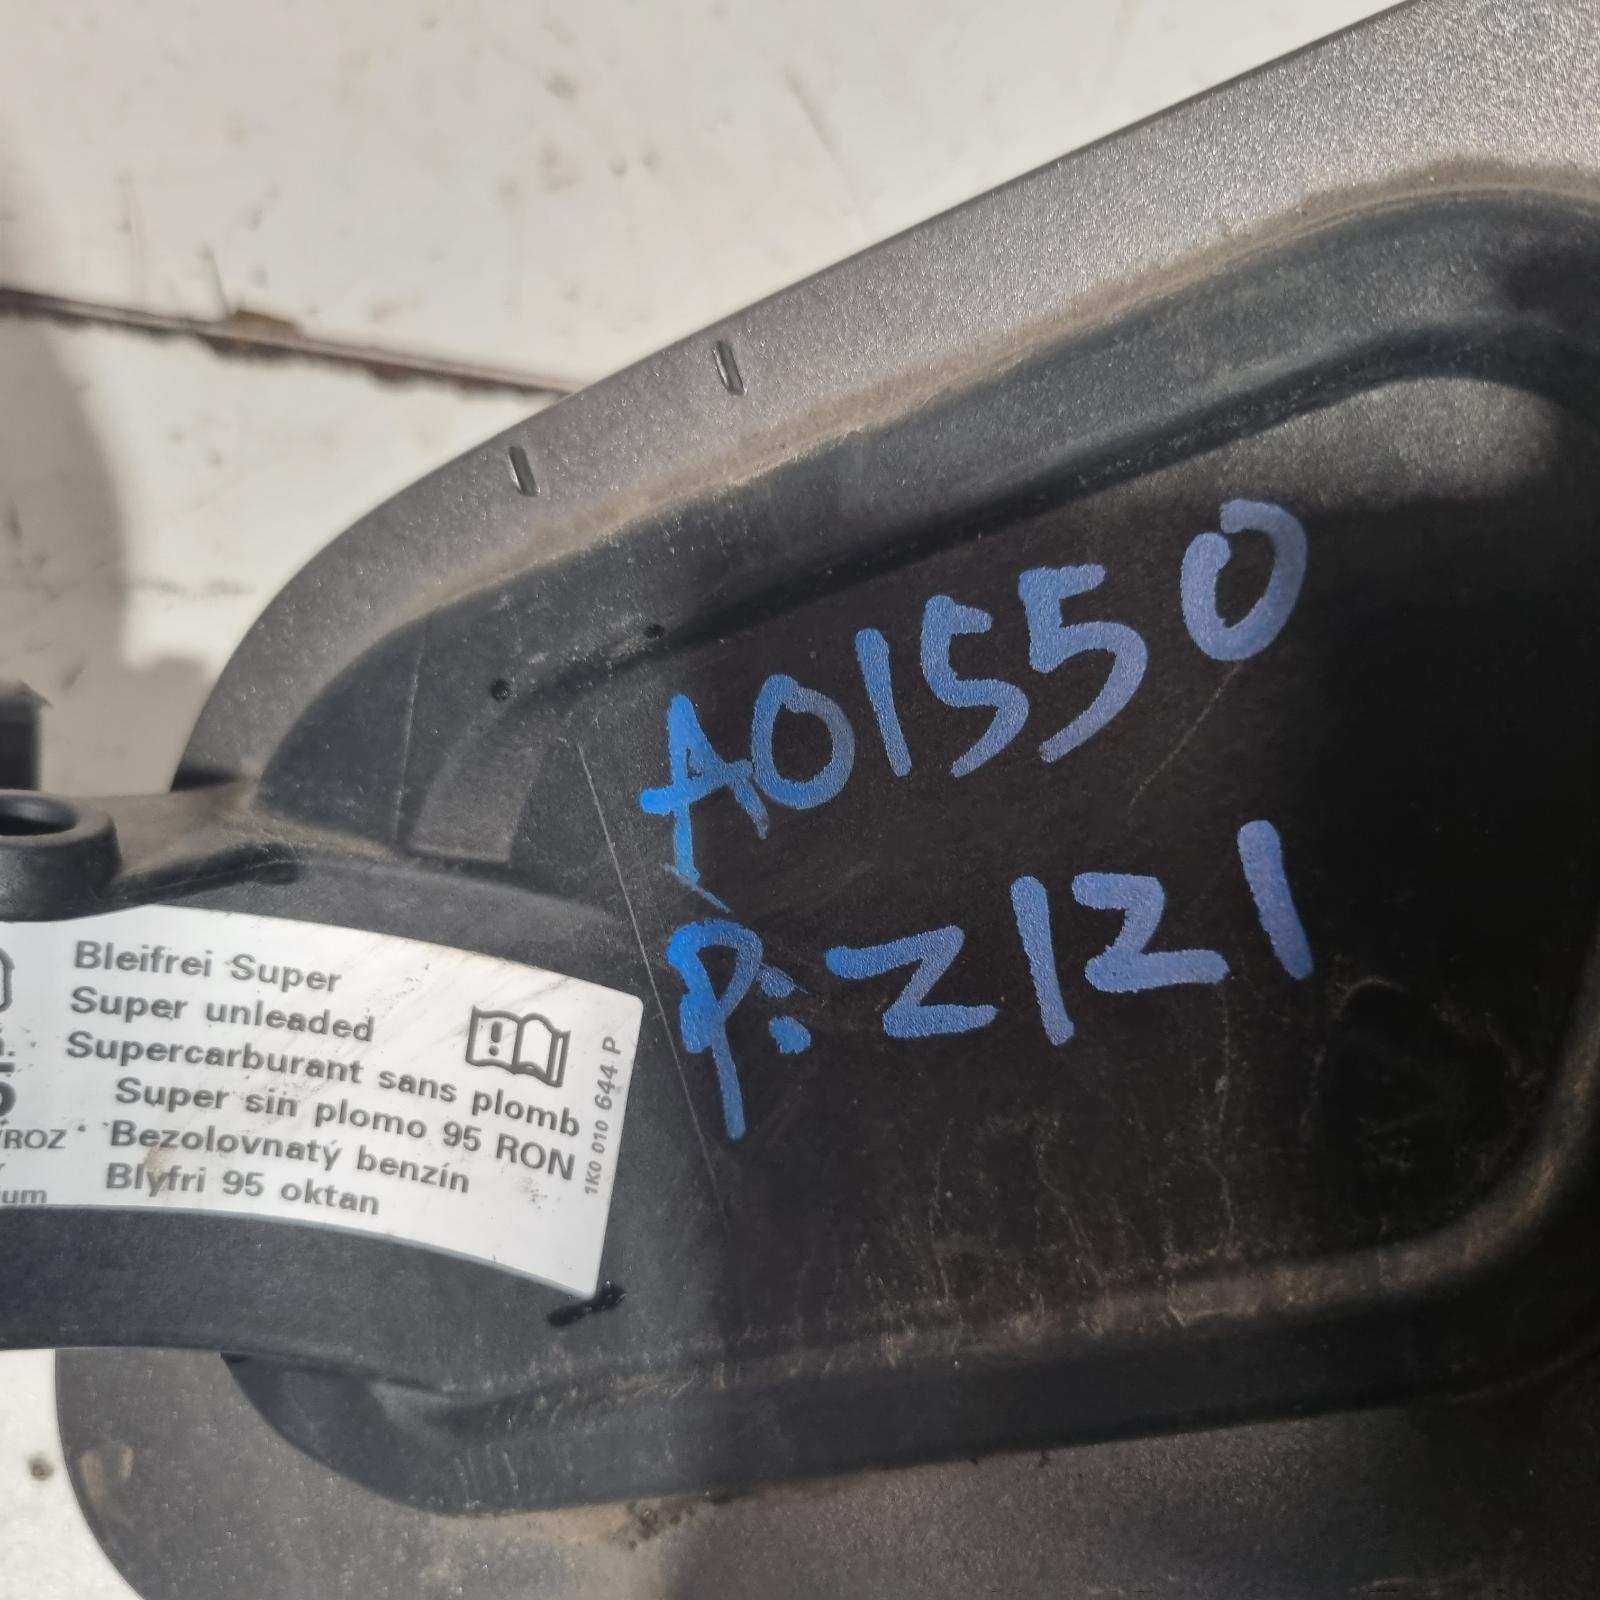 A01550
P: 2121
Bleifrei Super
Super unleaded
Supercarburant sans plomb
Super sin plomo 95 RON
/ROZ * Bezolovnatý benzín
Blyfri 95 oktan
1K0 010 644 P